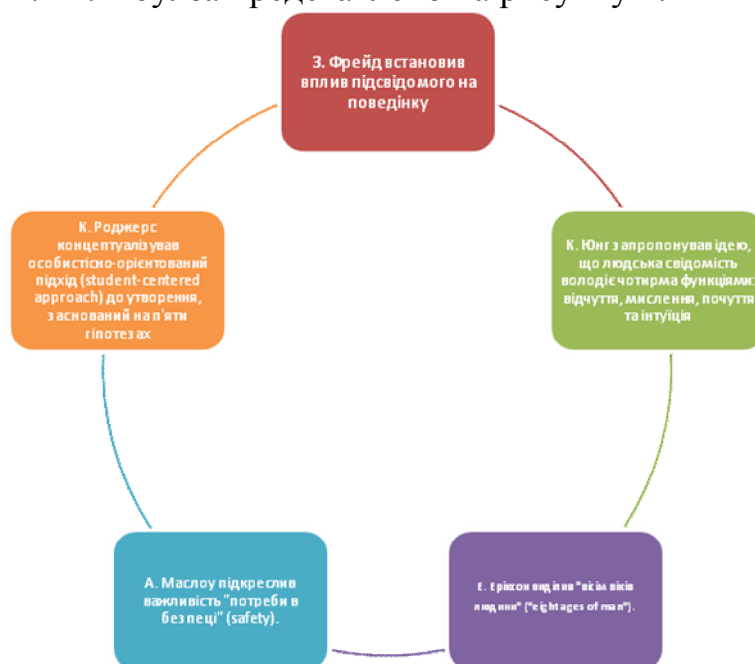 З. Фрейд встановив
вплив підсвідомого на
поведінку
К. Юнг запропонував ідею,
що людська свідомість
володіє чотирма функціями:
відчуття, мислення, почуття
та інтуїція
Е. Еріксон виділив "вісім віків
людини" ("eight ages of man").
А. Маслоу підкреслив
важливість "потреби в
безпеці" (safety).
К. Роджерс
концептуалізував
особистісно-орієнтований
підхід (student-centered
approach) до утворення,
заснований на п'яти
гіпотезах